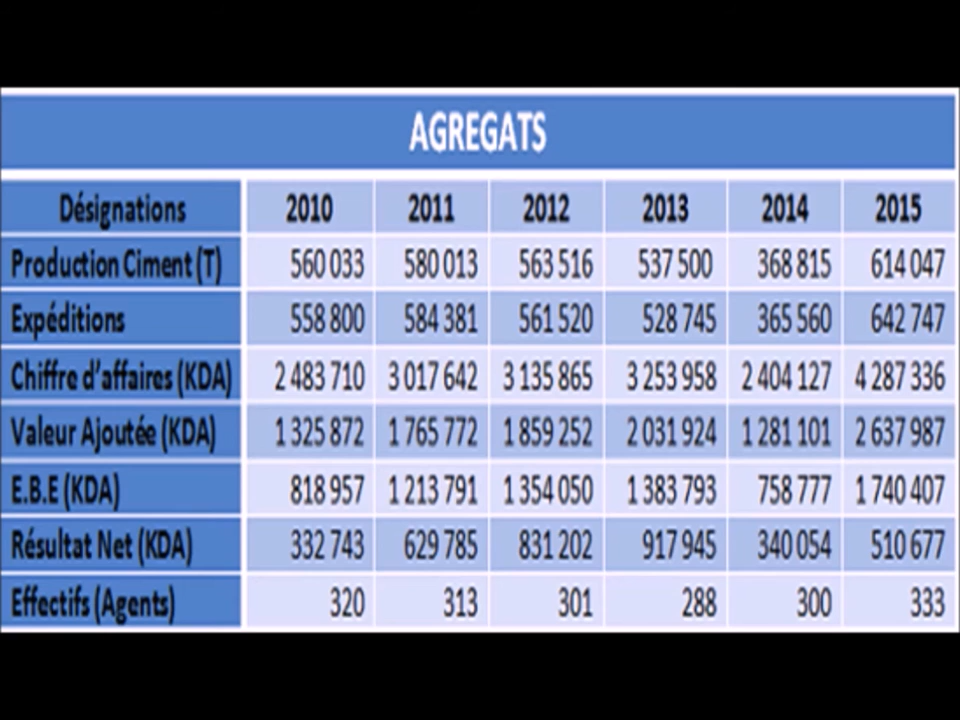 AGREGATS
Désignations 2010 2011 2012 2013 2014 2015
Production Ciment (T) 560 033 580 013 563 516 537 500 368 815 614 047
Expéditions 558 800 584 381 561 520 528 745 365 560 642 747
Chiffre d'affaires (KDA) 2 483 710 3 017 642 3 135 865 3 253 958 2 404 127 4 287 336
Valeur Ajoutée (KDA) 1 325 872 1 765 772 1 859 252 2 031 924 1 281 101 2 637 987
E.B.E (KDA) 818 957 1 213 791 1 354 050 1 383 793 758 777 1 740 407
Résultat Net (KDA) 332 743 629 785 831 202 917 945 340 054 510 677
Effectifs (Agents) 320 313 301 288 300 333